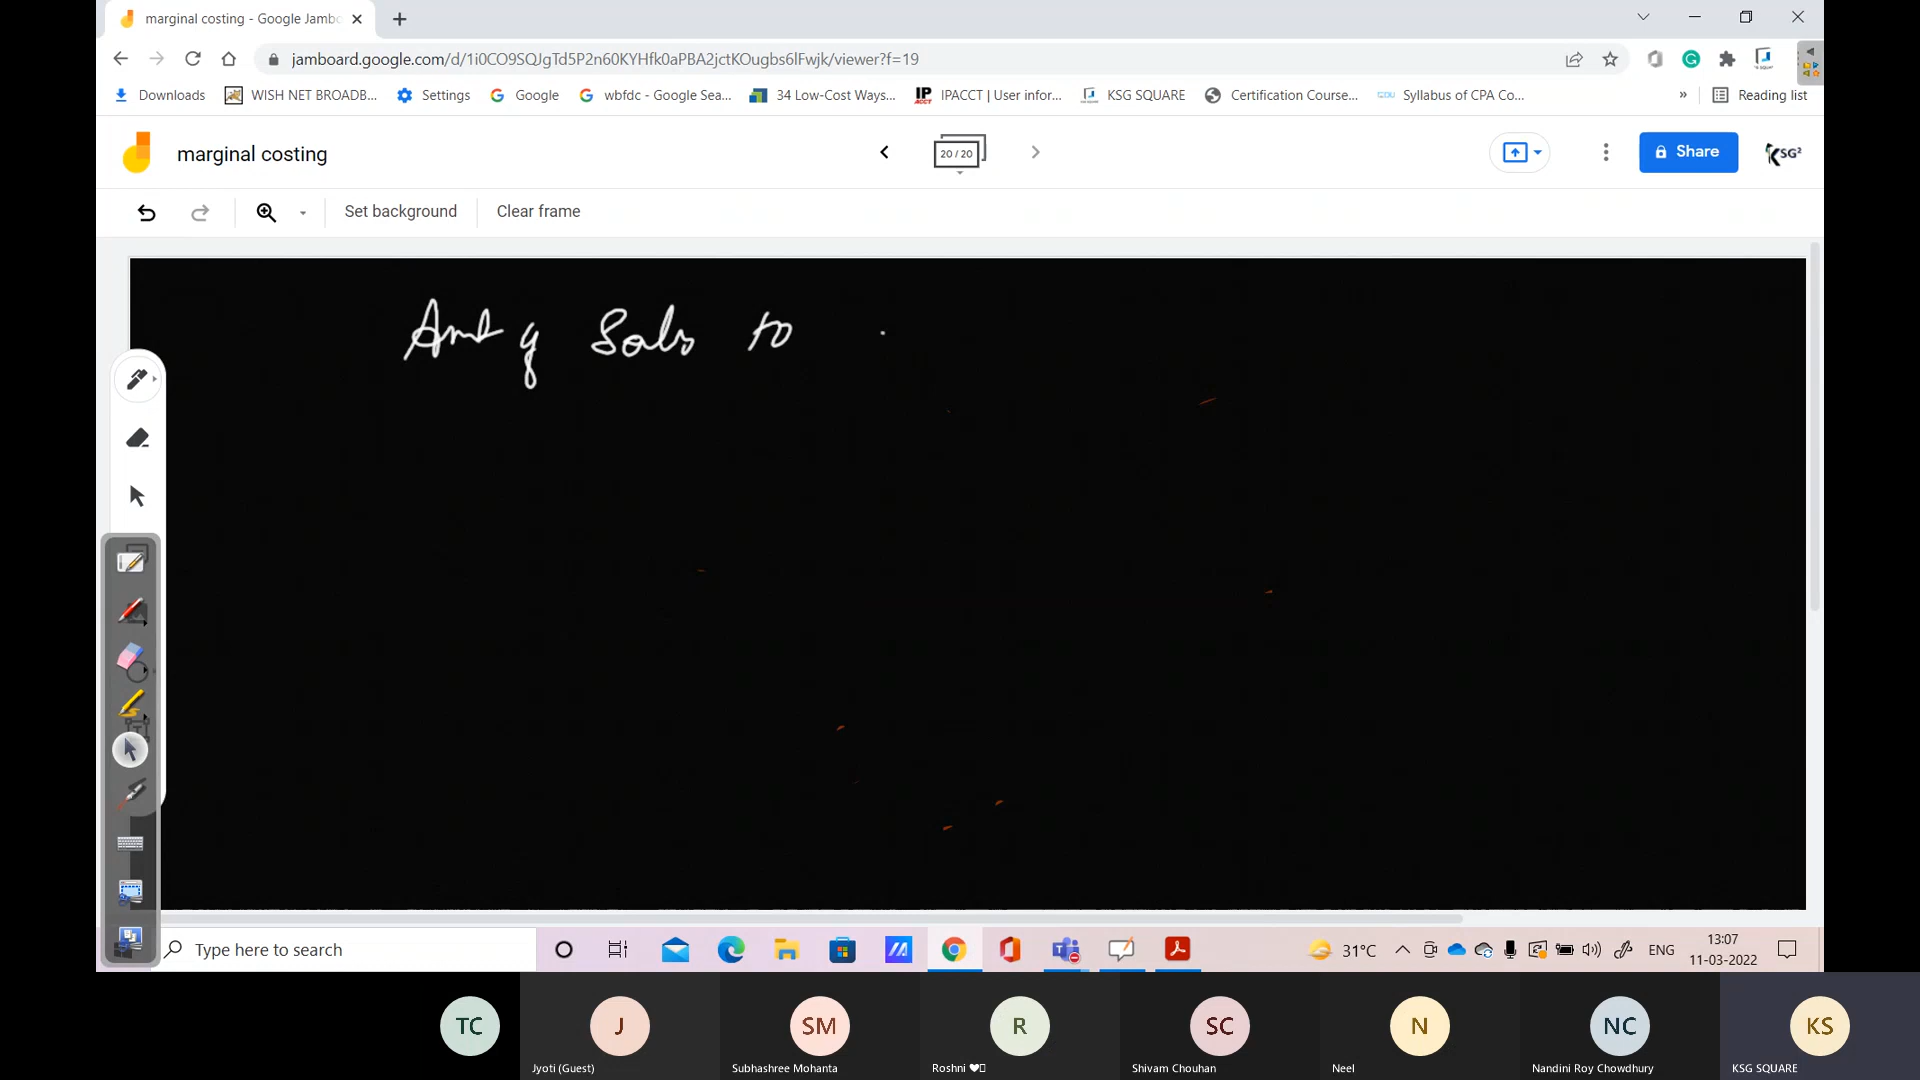 marginal costing - Google Jambo
jamboard.google.com/d/1i0CO9SQJgTd5P2n60KYHfk0aPBA2jctKOugbs6lFwjk/viewer?f=19
Downloads WISH NET BROADB... Settings Google wbfdc - Google Sea... 34 Low-Cost Ways... IPACCT | User infor... KSG SQUARE Certification Course... Syllabus of CPA Co... » Reading list
marginal costing 20 / 20 Share KSG²
Set background Clear frame
Amt of Sales to
Type here to search 31°C ENG 13:07
11-03-2022
TC J SM R SC N NC KS
Jyoti (Guest) Subhashree Mohanta Roshni ❤ Shivam Chouhan Neel Nandini Roy Chowdhury KSG SQUARE